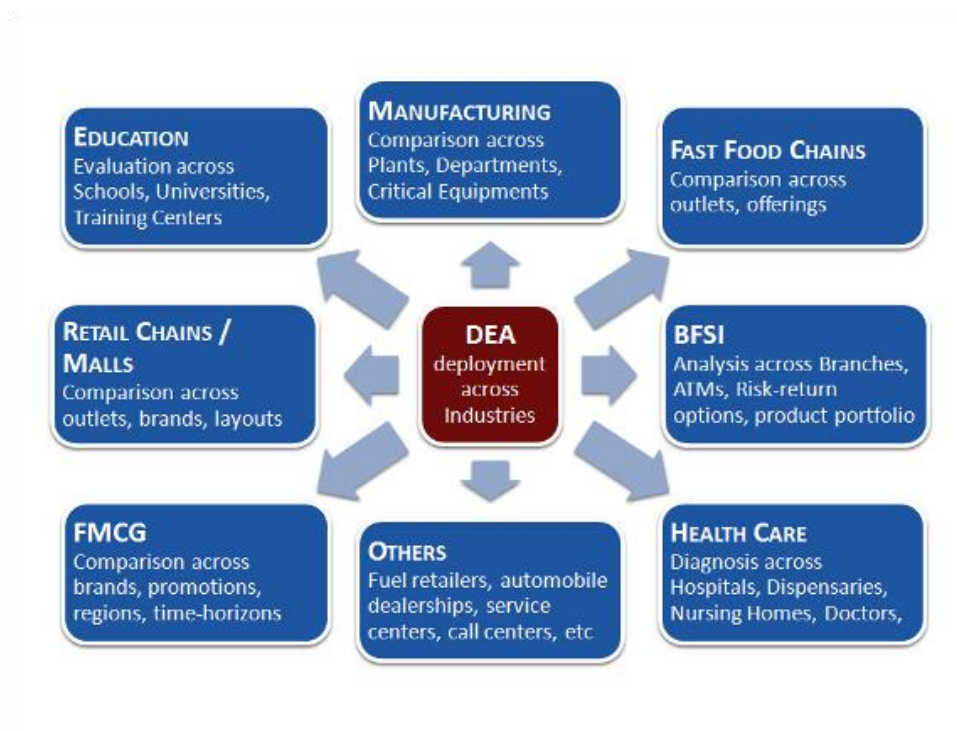 EDUCATION
Evaluation across
Schools, Universities,
Training Centers
MANUFACTURING
Comparison across
Plants, Departments,
Critical Equipments
FAST FOOD CHAINS
Comparison across
outlets, offerings
RETAIL CHAINS /
MALLS
Comparison across
outlets, brands, layouts
DEA
deployment
across
Industries
BFSI
Analysis across Branches,
ATMs, Risk-return
options, product portfolio
FMCG
Comparison across
brands, promotions,
regions, time-horizons
OTHERS
Fuel retailers, automobile
dealerships, service
centers, call centers, etc
HEALTH CARE
Diagnosis across
Hospitals, Dispensaries,
Nursing Homes, Doctors,